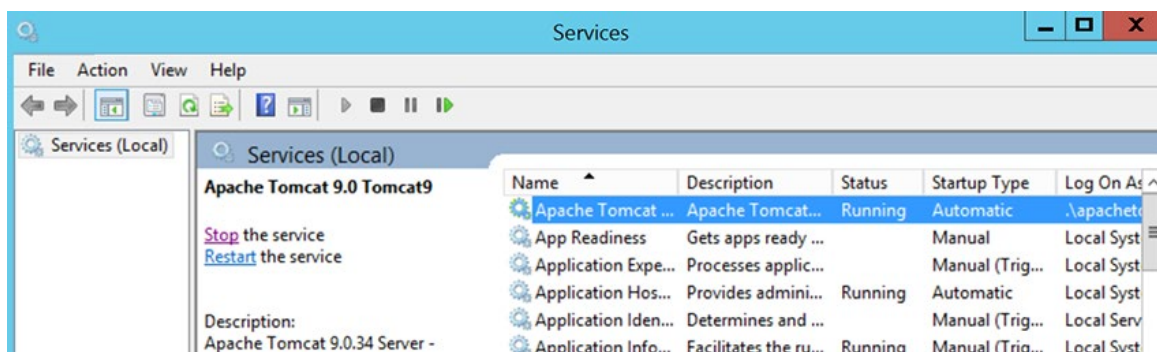 Services
File Action View Help
Services (Local)
Services (Local)
Apache Tomcat 9.0 Tomcat9
Stop the service
Restart the service
Description:
Apache Tomcat 9.0.34 Server -
Name Description Status Startup Type Log On As
Apache Tomcat ... Apache Tomcat... Running Automatic .\apacheto
App Readiness Gets apps ready ... Manual Local Syst
Application Expe... Processes applic... Manual (Trig... Local Syst
Application Hos... Provides admini... Running Automatic Local Syst
Application Iden... Determines and ... Manual (Trig... Local Serv
Application Info... Facilitates the ru... Running Manual (Trig... Local Syst